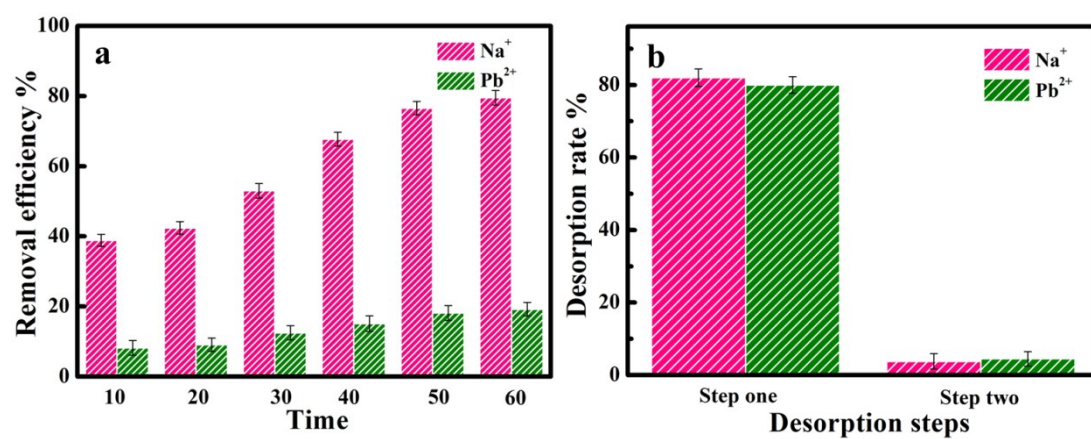 a
Na⁺
Pb²⁺
Removal efficiency %
100
80
60
40
20
0
10 20 30 40 50 60
Time
b
Na⁺
Pb²⁺
Desorption rate %
80
60
40
20
0
Step one Step two
Desorption steps